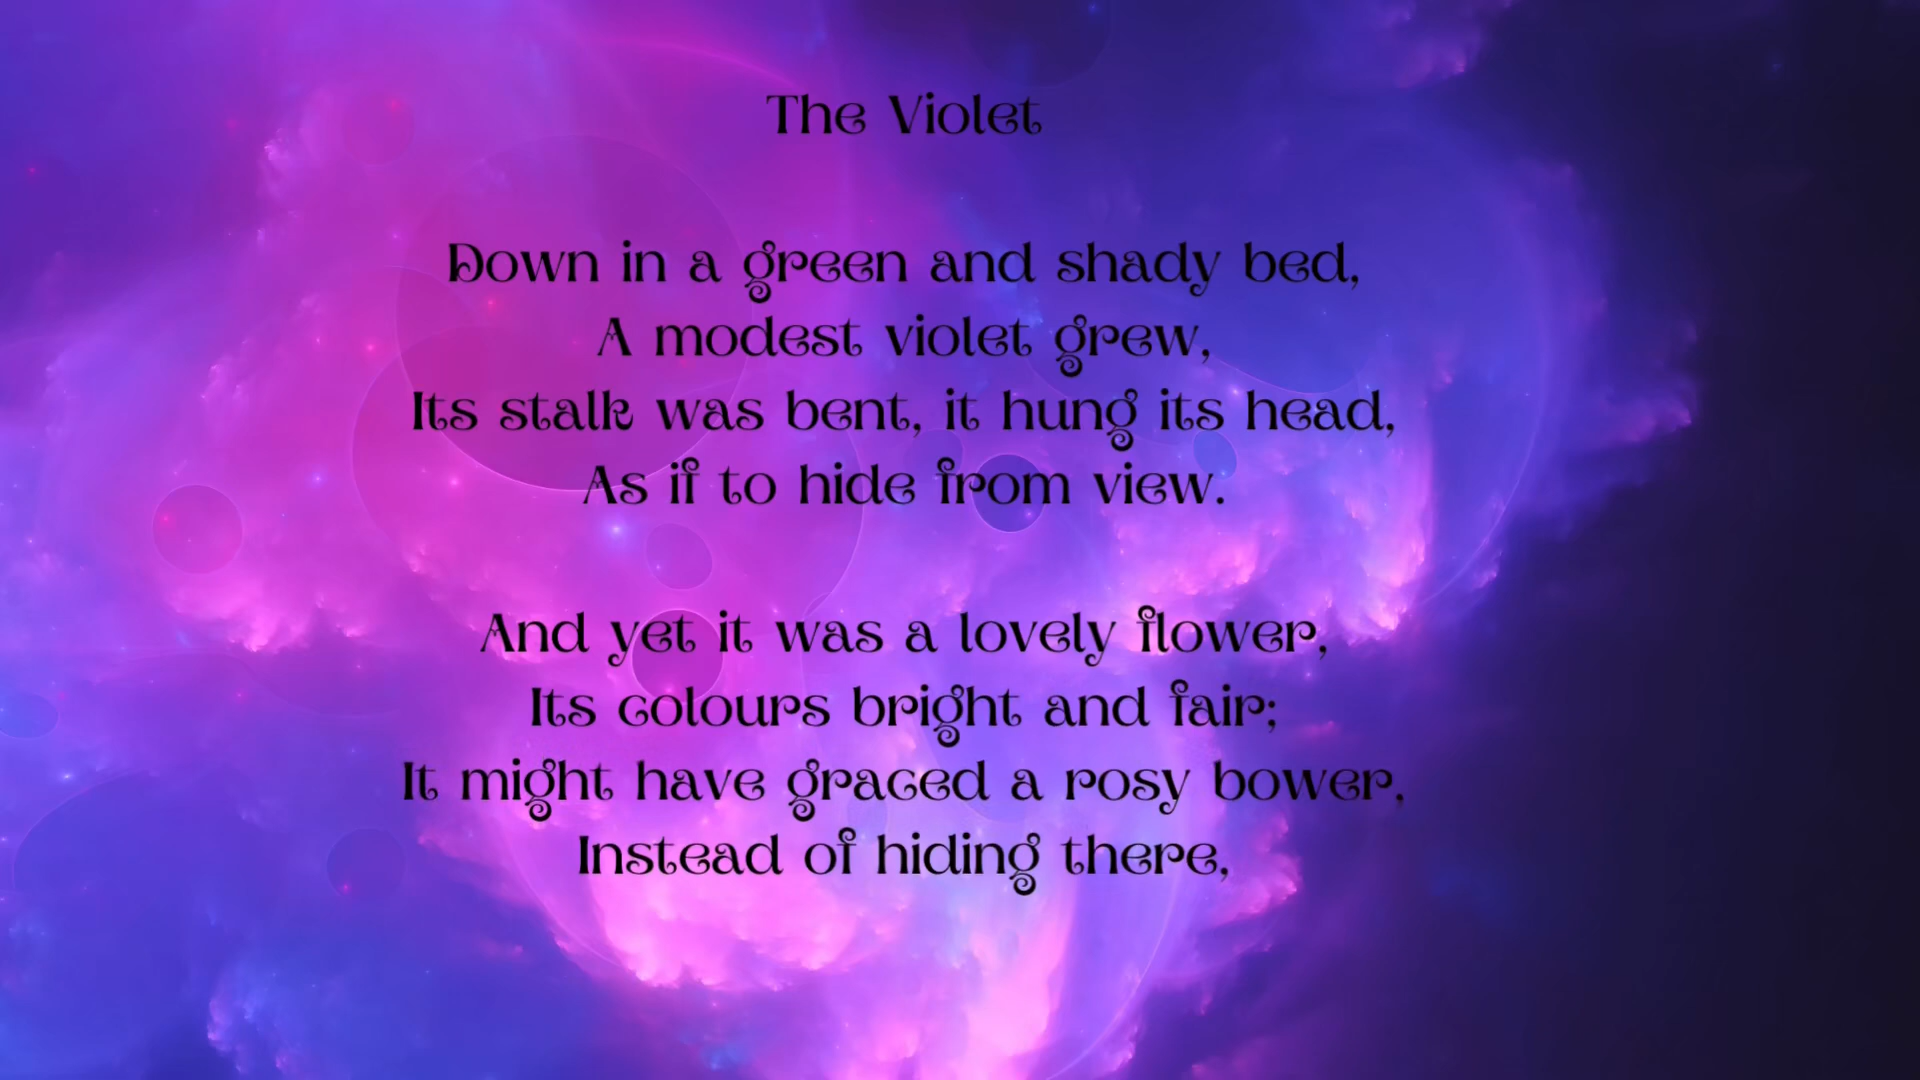 The Violet
Down in a green and shady bed,
A modest violet grew,
Its stalk was bent, it hung its head,
As if to hide from view.
And yet it was a lovely flower,
Its colours bright and fair;
It might have graced a rosy bower,
Instead of hiding there,